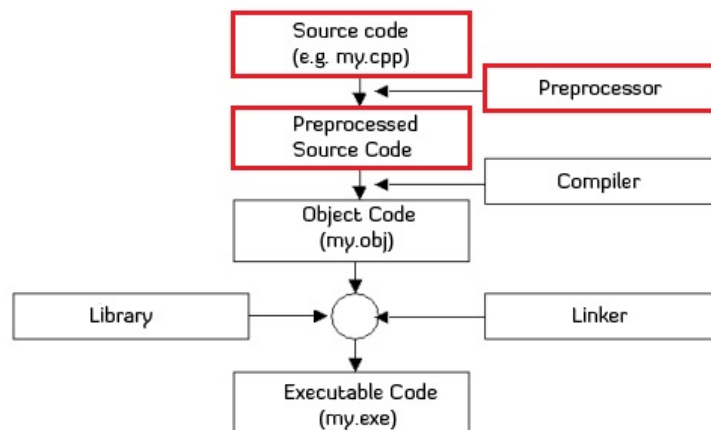 Source code
(e.g. my.cpp)
Preprocessor
Preprocessed
Source Code
Compiler
Object Code
(my.obj)
Library
Linker
Executable Code
(my.exe)